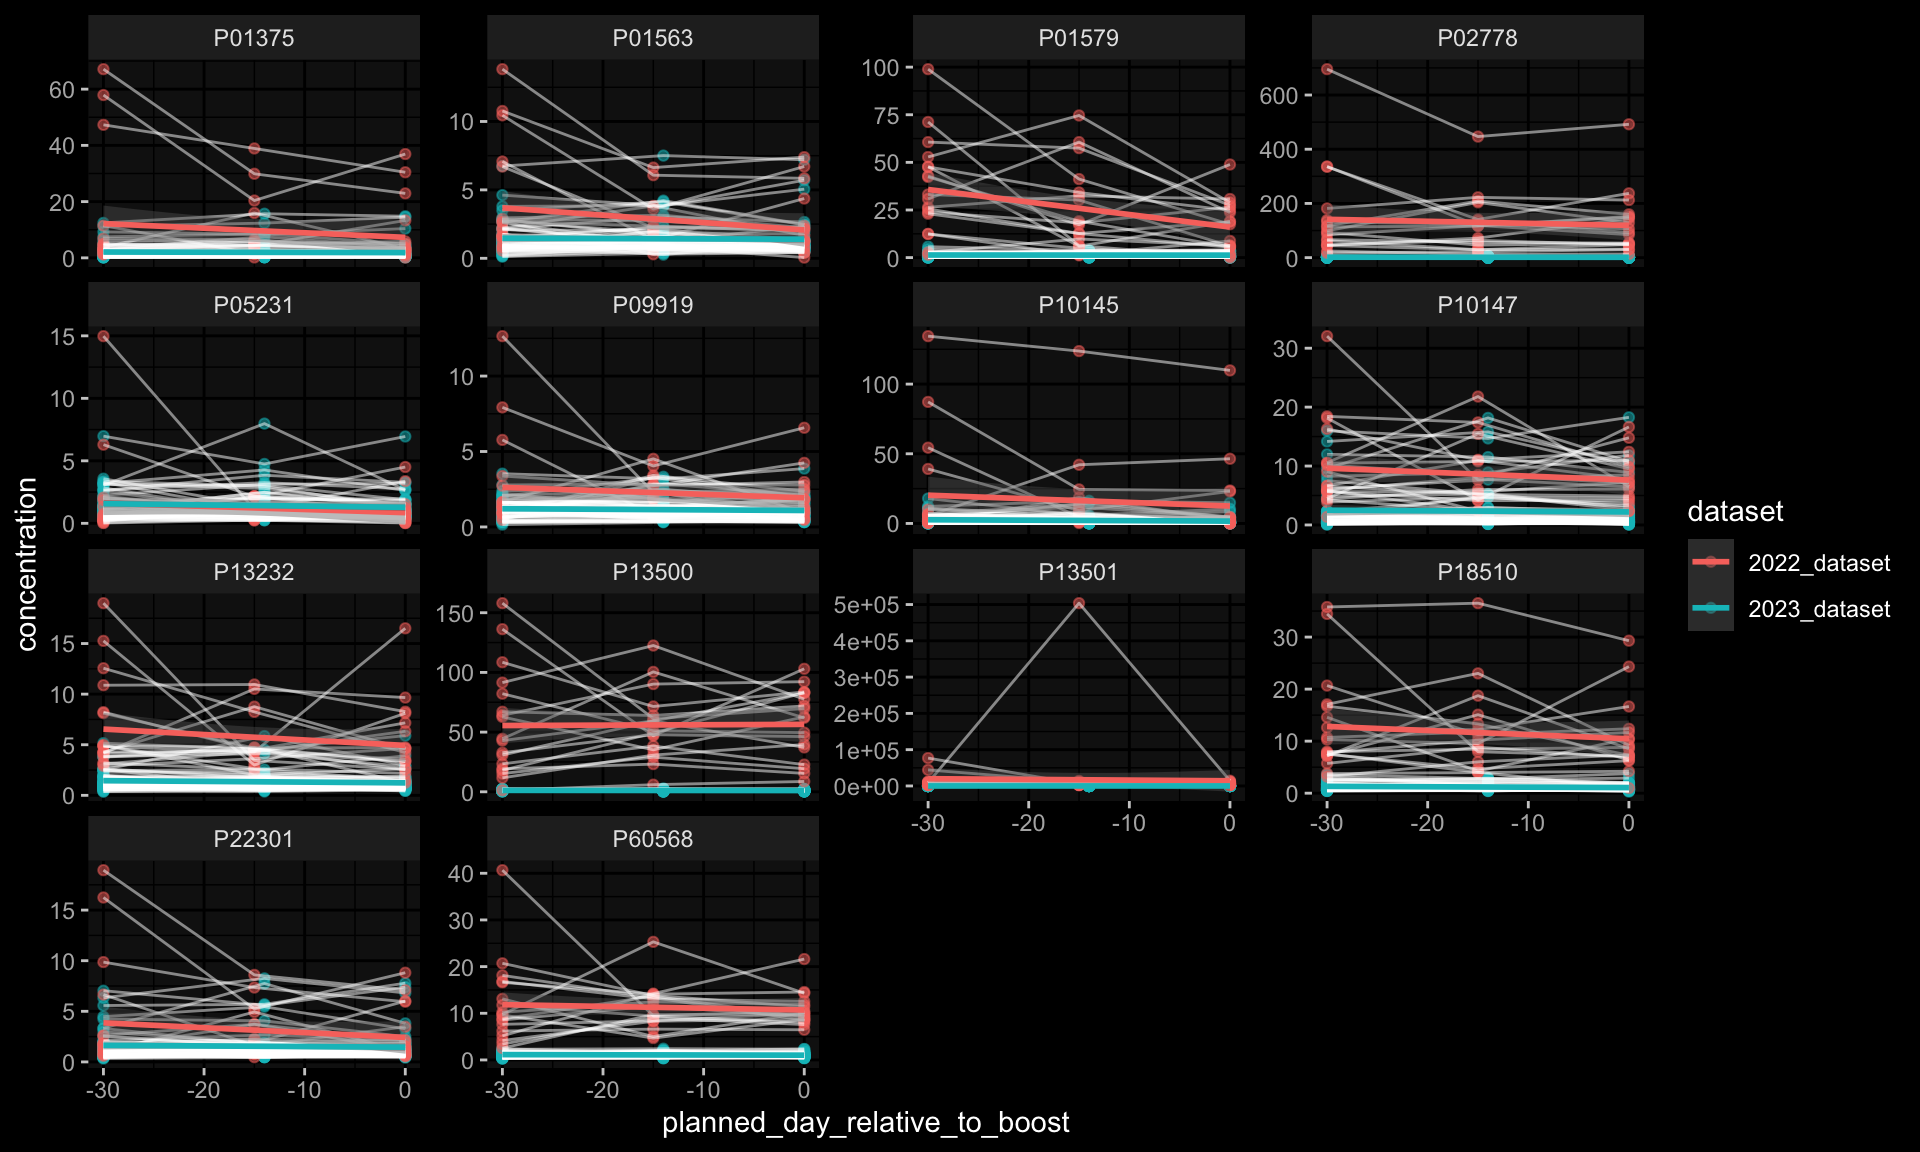 P01375 P01563 P01579 P02778
60 40 20 0
10 5 0
100 75 50 25 0
600 400 200 0
P05231 P09919 P10145 P10147
15 10 5 0
10 5 0
100 50 0
30 20 10 0
P13232 P13500 P13501 P18510
15 10 5 0
150 100 50 0
5e+05 4e+05 3e+05 2e+05 1e+05 0e+00
30 20 10 0
-30 -20 -10 0
-30 -20 -10 0
P22301 P60568
15 10 5 0
40 30 20 10 0
-30 -20 -10 0
-30 -20 -10 0
concentration
planned_day_relative_to_boost
dataset
2022_dataset
2023_dataset